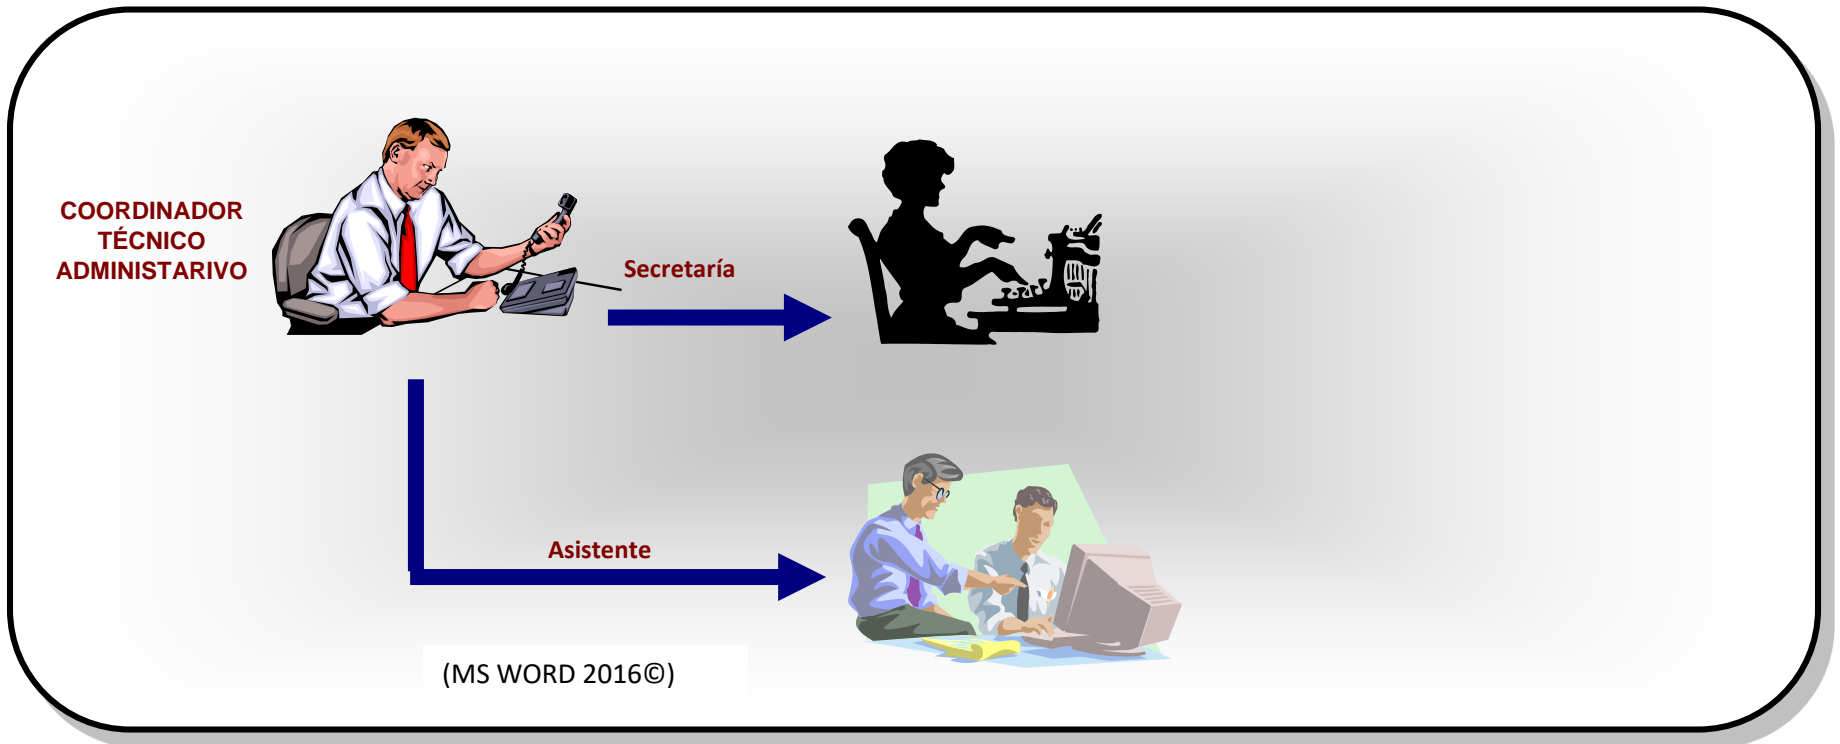 COORDINADOR
TÉCNICO
ADMINISTARIVO
Secretaría
Asistente
(MS WORD 2016©)